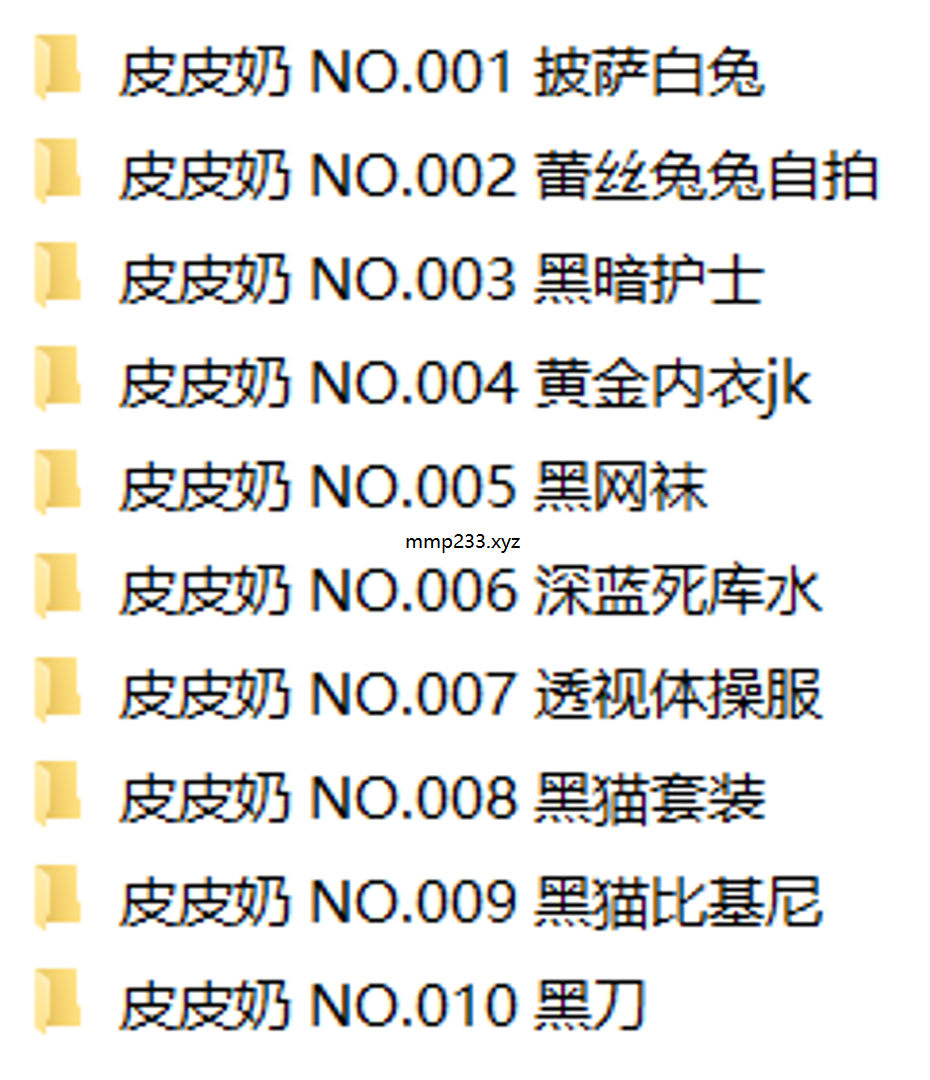 皮皮奶 NO.001 披萨白兔
皮皮奶 NO.002 蕾丝兔兔自拍
皮皮奶 NO.003 黑暗护士
皮皮奶 NO.004 黄金内衣jk
皮皮奶 NO.005 黑网袜
mmp233.xyz
皮皮奶 NO.006 深蓝死库水
皮皮奶 NO.007 透视体操服
皮皮奶 NO.008 黑猫套装
皮皮奶 NO.009 黑猫比基尼
皮皮奶 NO.010 黑刀